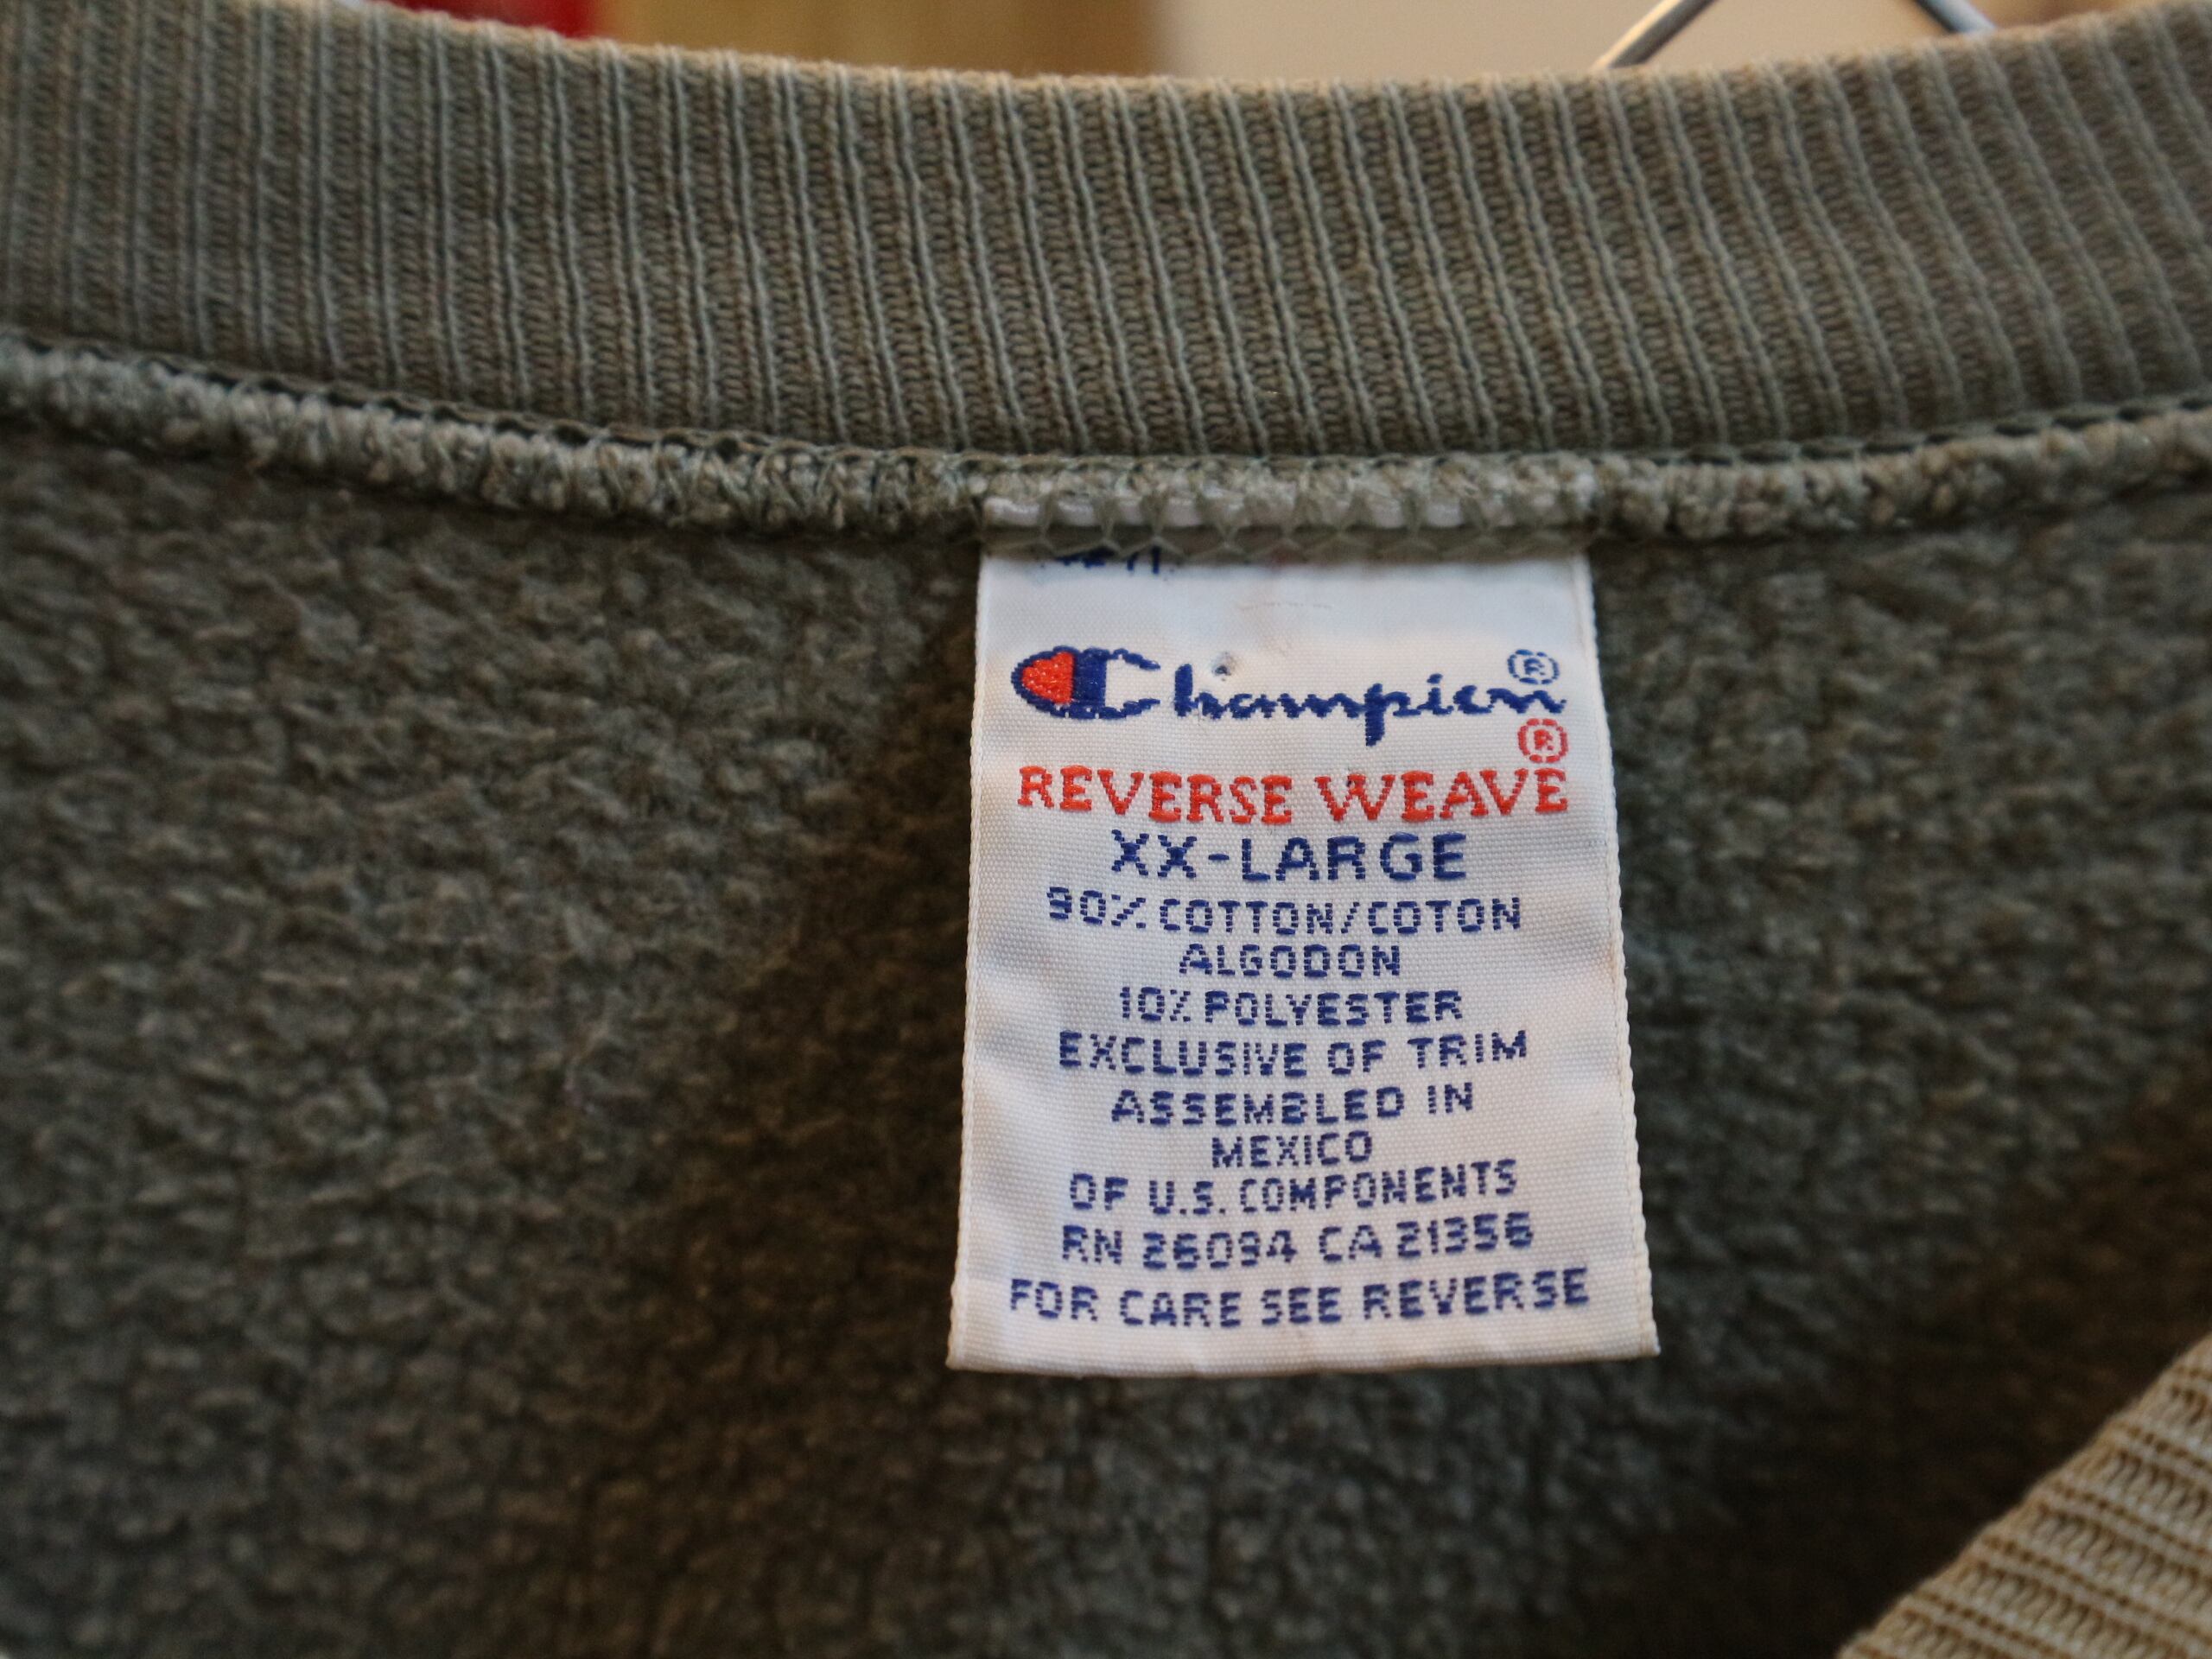 Champion®
®
REVERSE WEAVE
XX-LARGE
90% COTTON/COTON
ALGODON
10% POLYESTER
EXCLUSIVE OF TRIM
ASSEMBLED IN
MEXICO
OF U.S. COMPONENTS
RN 26094 CA 21356
FOR CARE SEE REVERSE